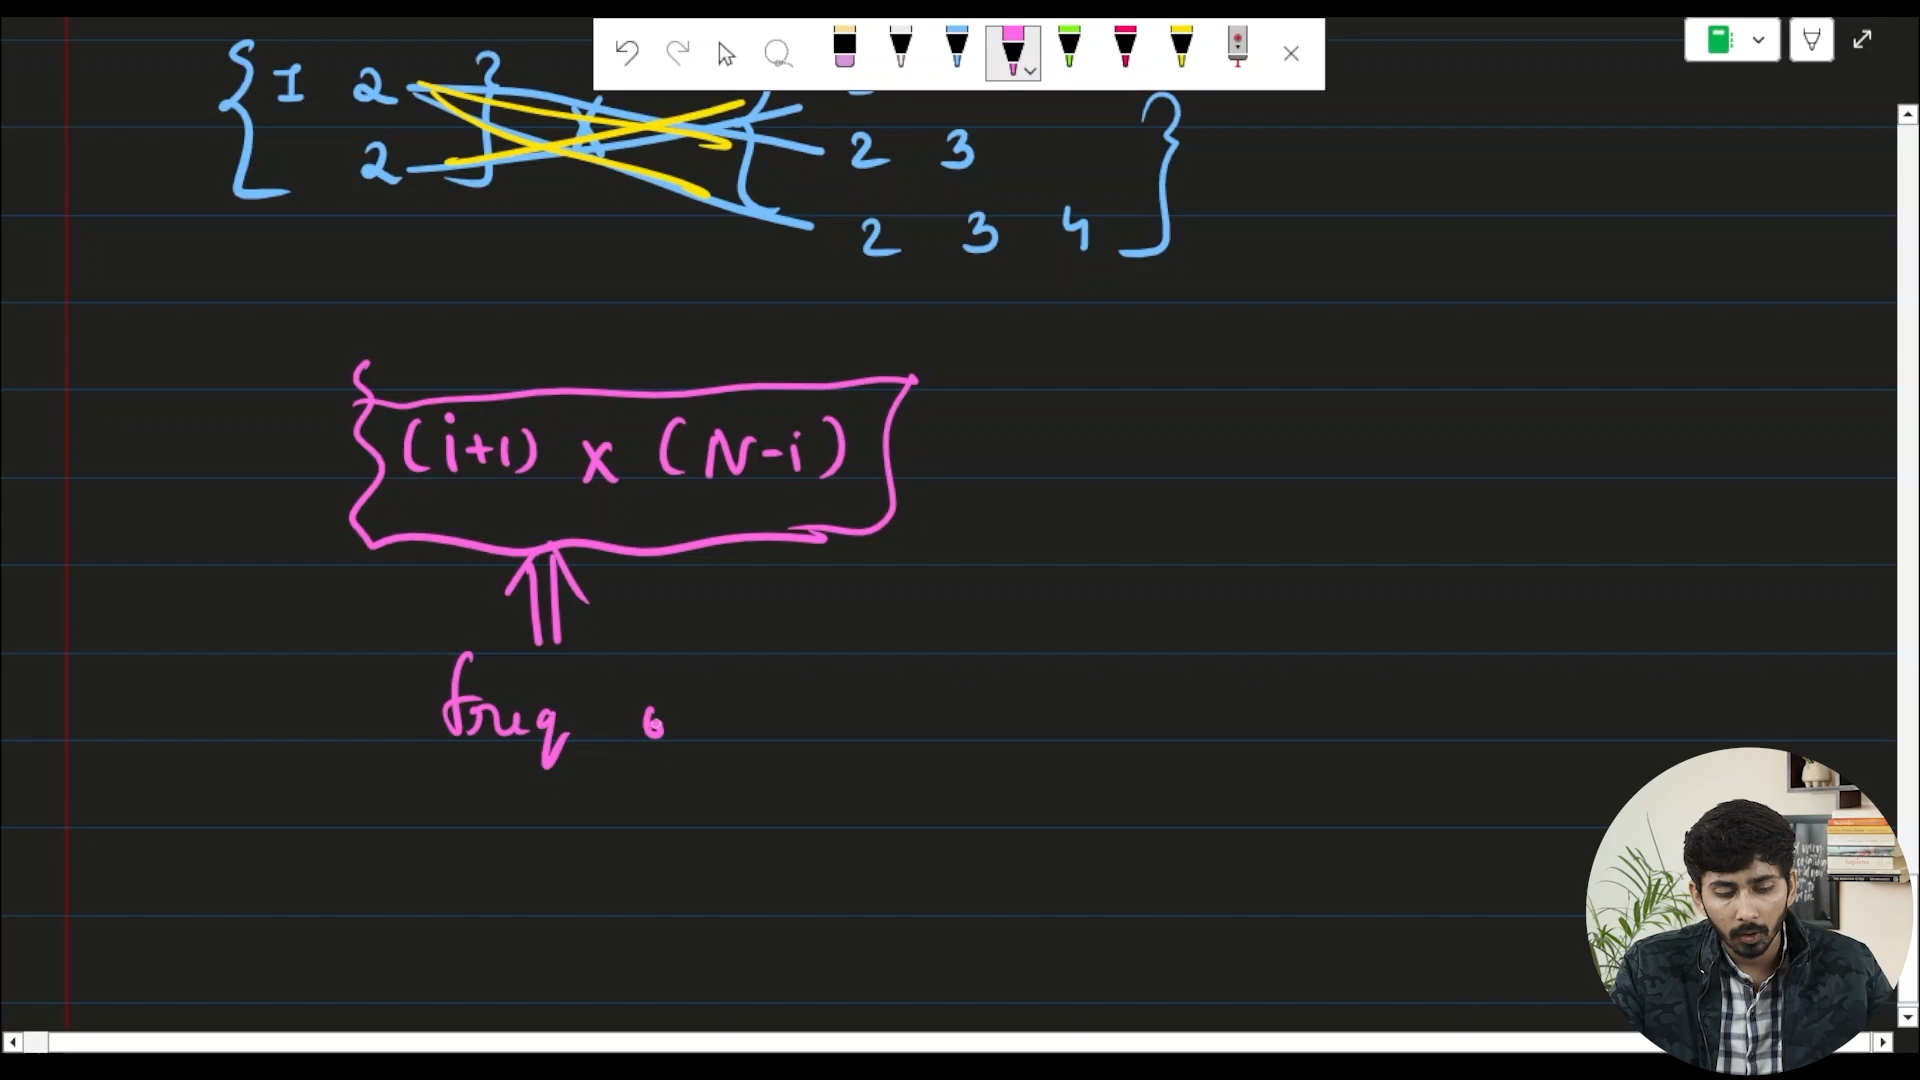 { 1 2 } x {
2 2 3
2 3 4 }
(i+1) x (N-i)
freq o